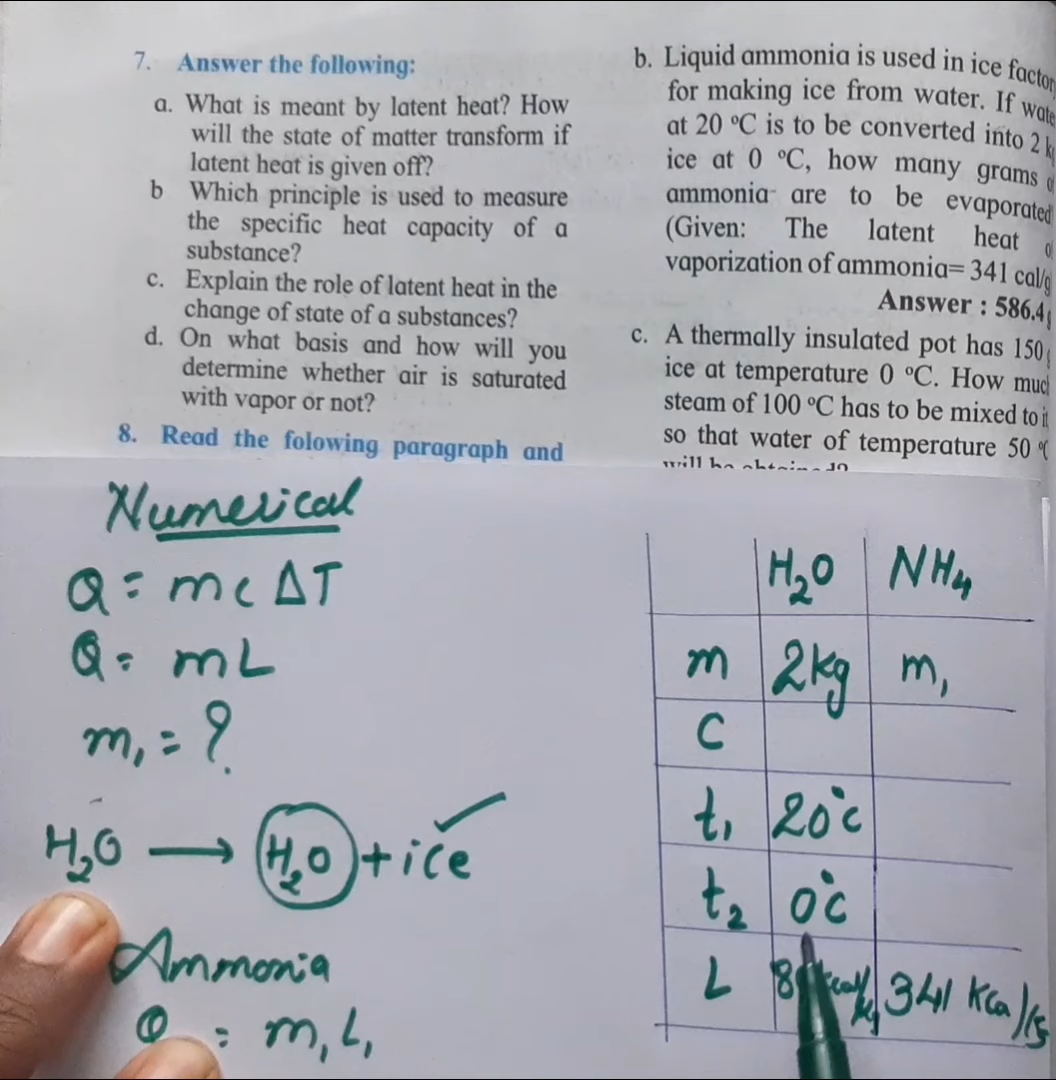 7. Answer the following:
a. What is meant by latent heat? How
will the state of matter transform if
latent heat is given off?
b Which principle is used to measure
the specific heat capacity of a
substance?
c. Explain the role of latent heat in the
change of state of a substances?
d. On what basis and how will you
determine whether air is saturated
with vapor or not?
8. Read the folowing paragraph and
b. Liquid ammonia is used in ice factor
for making ice from water. If wate
at 20 °C is to be converted into 2 k
ice at 0 °C, how many grams o
ammonia are to be evaporated
(Given: The latent heat o
vaporization of ammonia= 341 cal/g
Answer : 586.4
c. A thermally insulated pot has 150
ice at temperature 0 °C. How muc
steam of 100 °C has to be mixed to it
so that water of temperature 50 °
Numerical
Q = mc ΔT
Q = mL
m₁ = ?
H₂O → H₂O + ice ✓
Ammonia
Q = m₁L₁
H₂O NH₄
m 2kg m₁
C
t₁ 20°c
t₂ 0°c
L 341 Kca